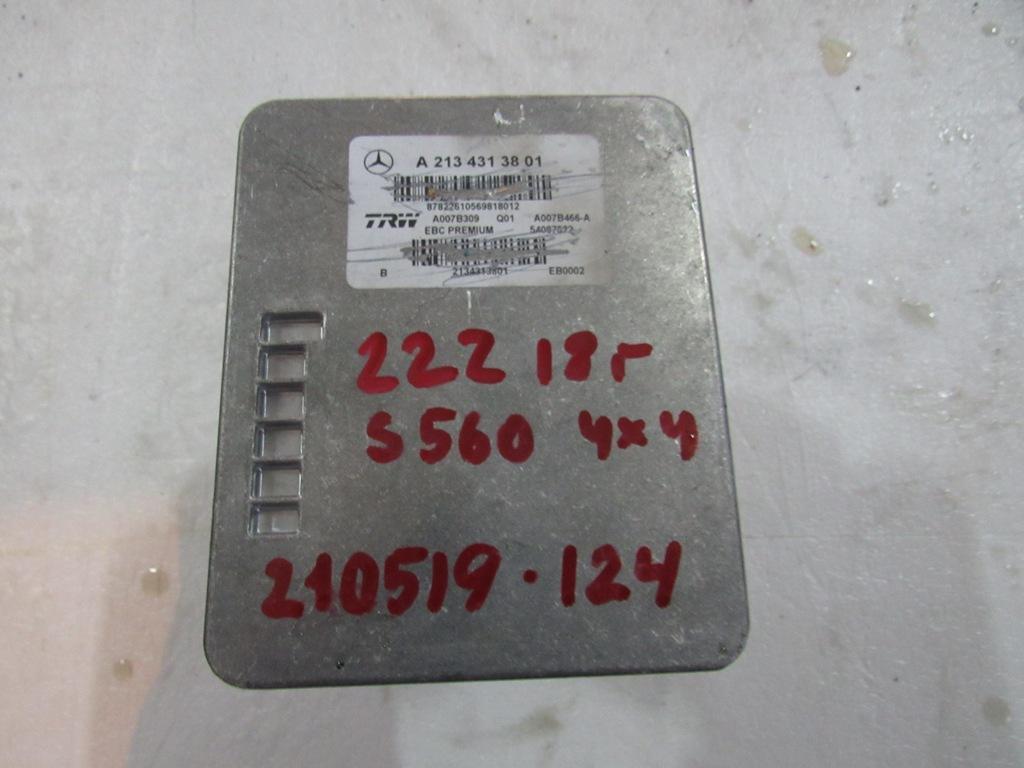 A 213 431 38 01
87822610569818012
TRW A007B309 Q01 A007B466-A
EBC PREMIUM
B 2134313801 EB0002
222 18г
S560 4x4
210519·124